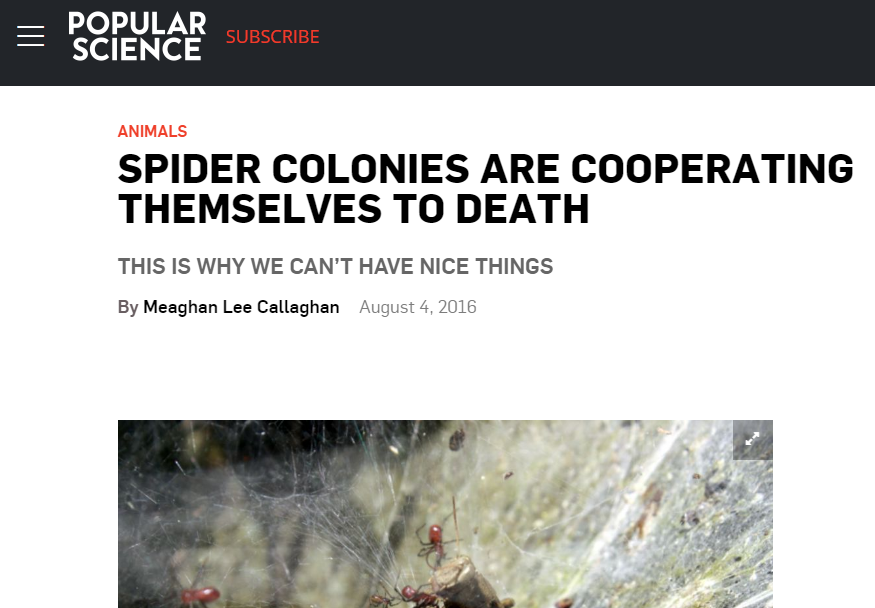 POPULAR
SCIENCE
SUBSCRIBE
ANIMALS
SPIDER COLONIES ARE COOPERATING
THEMSELVES TO DEATH
THIS IS WHY WE CAN'T HAVE NICE THINGS
By Meaghan Lee Callaghan August 4, 2016